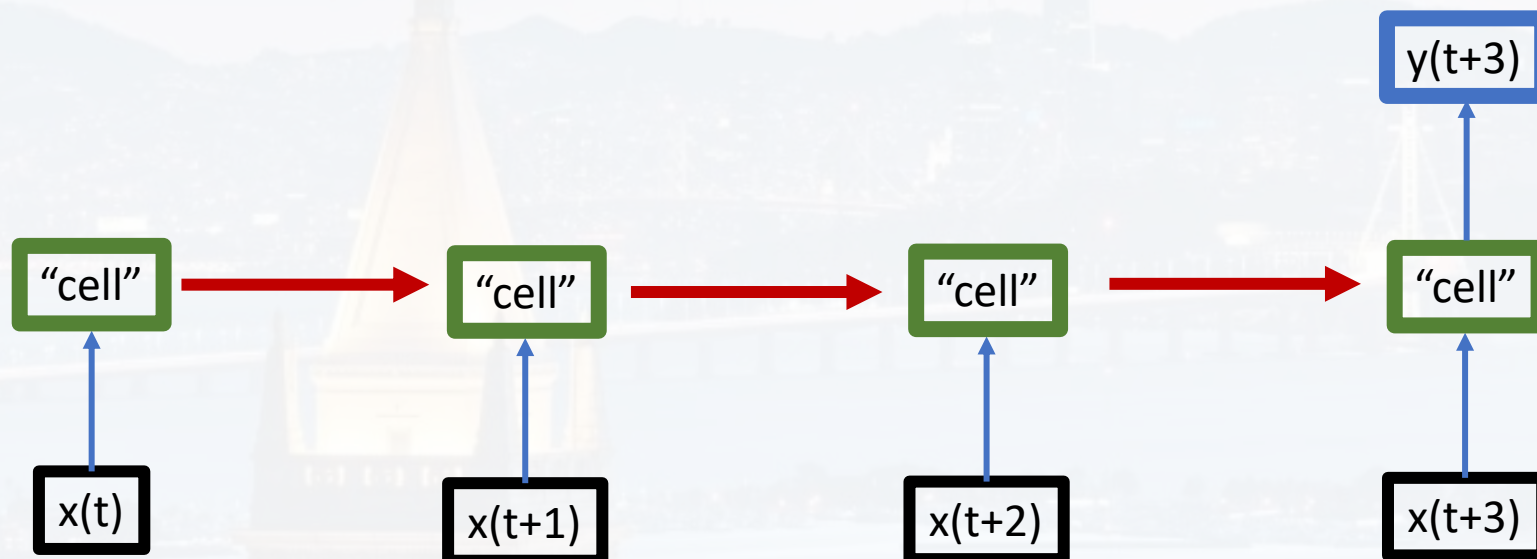 y(t+3)
“cell”
“cell”
“cell”
“cell”
x(t)
x(t+1)
x(t+2)
x(t+3)